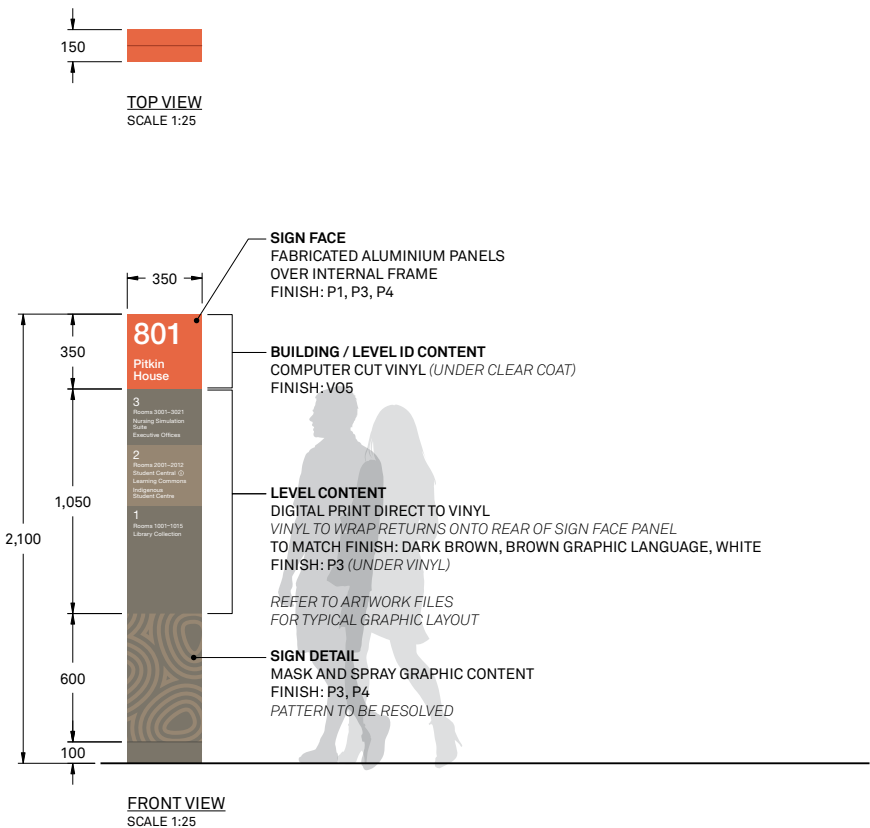 150
TOP VIEW
SCALE 1:25
SIGN FACE
FABRICATED ALUMINIUM PANELS
OVER INTERNAL FRAME
FINISH: P1, P3, P4
350
801
Pitkin
House
350
BUILDING / LEVEL ID CONTENT
COMPUTER CUT VINYL (UNDER CLEAR COAT)
FINISH: VO5
3
Rooms 3001–3021
Nursing Simulation
Suite
Executive Offices
2
Rooms 2001–2012
Student Central ⓘ
Learning Commons
Indigenous
Student Centre
1
Rooms 1001–1015
Library Collection
1,050
2,100
LEVEL CONTENT
DIGITAL PRINT DIRECT TO VINYL
VINYL TO WRAP RETURNS ONTO REAR OF SIGN FACE PANEL
TO MATCH FINISH: DARK BROWN, BROWN GRAPHIC LANGUAGE, WHITE
FINISH: P3 (UNDER VINYL)
REFER TO ARTWORK FILES
FOR TYPICAL GRAPHIC LAYOUT
SIGN DETAIL
MASK AND SPRAY GRAPHIC CONTENT
FINISH: P3, P4
PATTERN TO BE RESOLVED
600
100
FRONT VIEW
SCALE 1:25